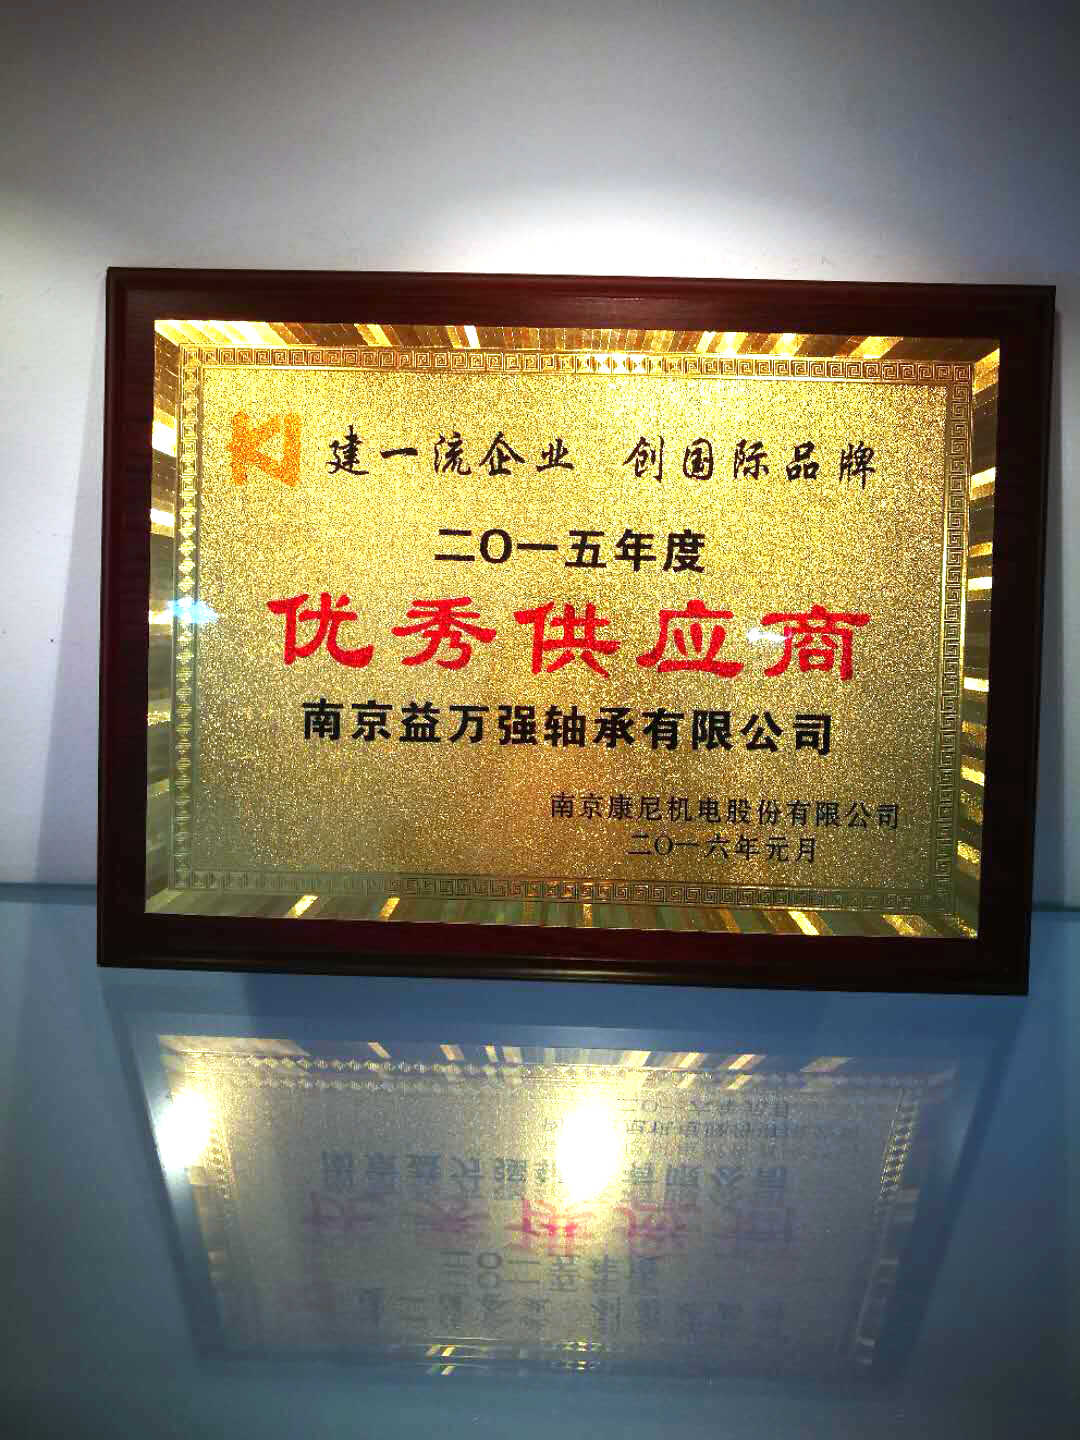 KJ
建一流企业 创国际品牌
二〇一五年度
优秀供应商
南京益万强轴承有限公司
南京康尼机电股份有限公司
二〇一六年元月